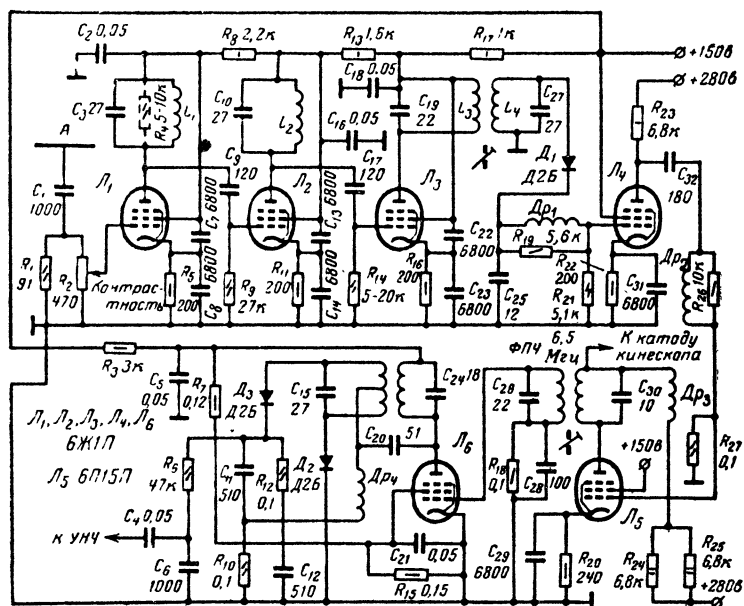 C₂ 0,05
R₈ 2,2к
R₁₃ 1,5к
R₁₇ 1к
+150в
+280в
C₃ 27
R₄ 5-10к
L₁
C₁₀
27
L₂
C₁₈ 0,05
C₁₉
22
C₁₆ 0,05
L₃
L₄
C₂₇
27
R₂₃
6,8к
A
C₁
1000
Л₁
C₉
120
Л₂
C₁₇
120
Л₃
Д₁
Д2Б
Л₄
C₃₂
180
6800
C₇
6800
C₁₃
C₂₂
6800
Др₁
R₁₉ 5,6к
R₁
91
R₂
470
Контраст-
ность
R₅
200
6800
C₈
R₉
27к
R₁₁
200
6800
C₁₄
R₁₄
5-20к
R₁₆
200
C₂₃
6800
C₂₅
12
R₂₂
200
R₂₁
5,1к
C₃₁
6800
R₂₆ 10к
R₃ 3к
C₅
0,05
R₇
0,12
Д₃
Д2Б
C₁₅
27
C₂₄ 18
ФПЧ 6,5
Мгц
К катоду
кинескопа
C₂₈
22
C₃₀
10
Др₃
Л₁, Л₂, Л₃, Л₄, Л₆
6Ж1П
Л₅ 6П15П
C₂₀ 51
Л₆
+150в
R₂₇
0,1
R₆
47к
C₁₁
510
R₁₂
0,1
Д₂
Д2Б
Др₄
R₁₈
0,1
100
C₂₈
Л₅
C₄ 0,05
к УНЧ
C₆
1000
R₁₀
0,1
C₁₂
510
C₂₁
0,05
R₁₅ 0,15
C₂₉
6800
R₂₀
240
R₂₄
6,8к
R₂₅
6,8к
+280в